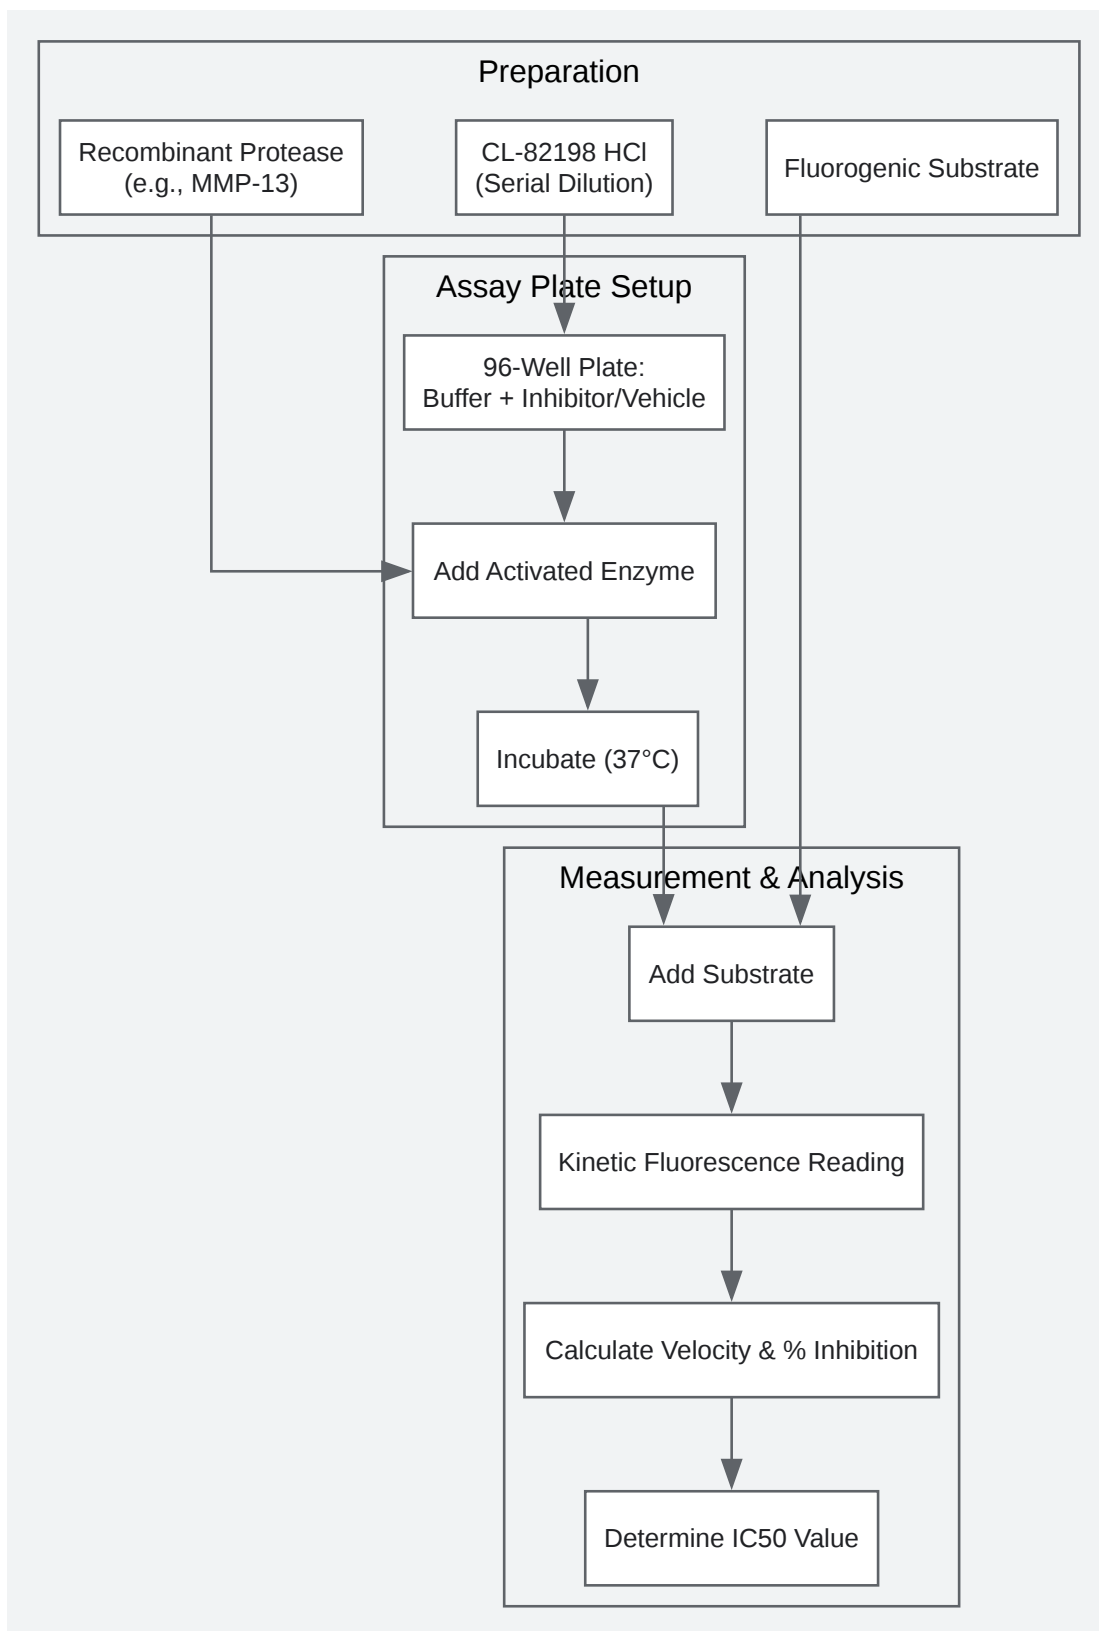 Preparation
Recombinant Protease
(e.g., MMP-13)
CL-82198 HCl
(Serial Dilution)
Fluorogenic Substrate
Assay Plate Setup
96-Well Plate:
Buffer + Inhibitor/Vehicle
Add Activated Enzyme
Incubate (37°C)
Measurement & Analysis
Add Substrate
Kinetic Fluorescence Reading
Calculate Velocity & % Inhibition
Determine IC50 Value